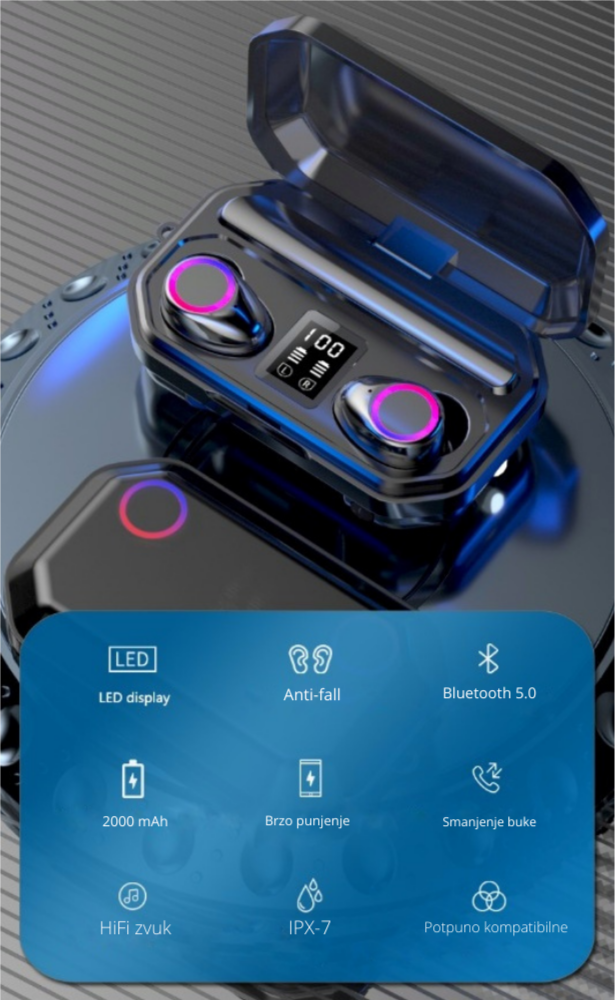 100
L R
LED
LED display
Anti-fall
Bluetooth 5.0
2000 mAh
Brzo punjenje
Smanjenje buke
HiFi zvuk
IPX-7
Potpuno kompatibilne